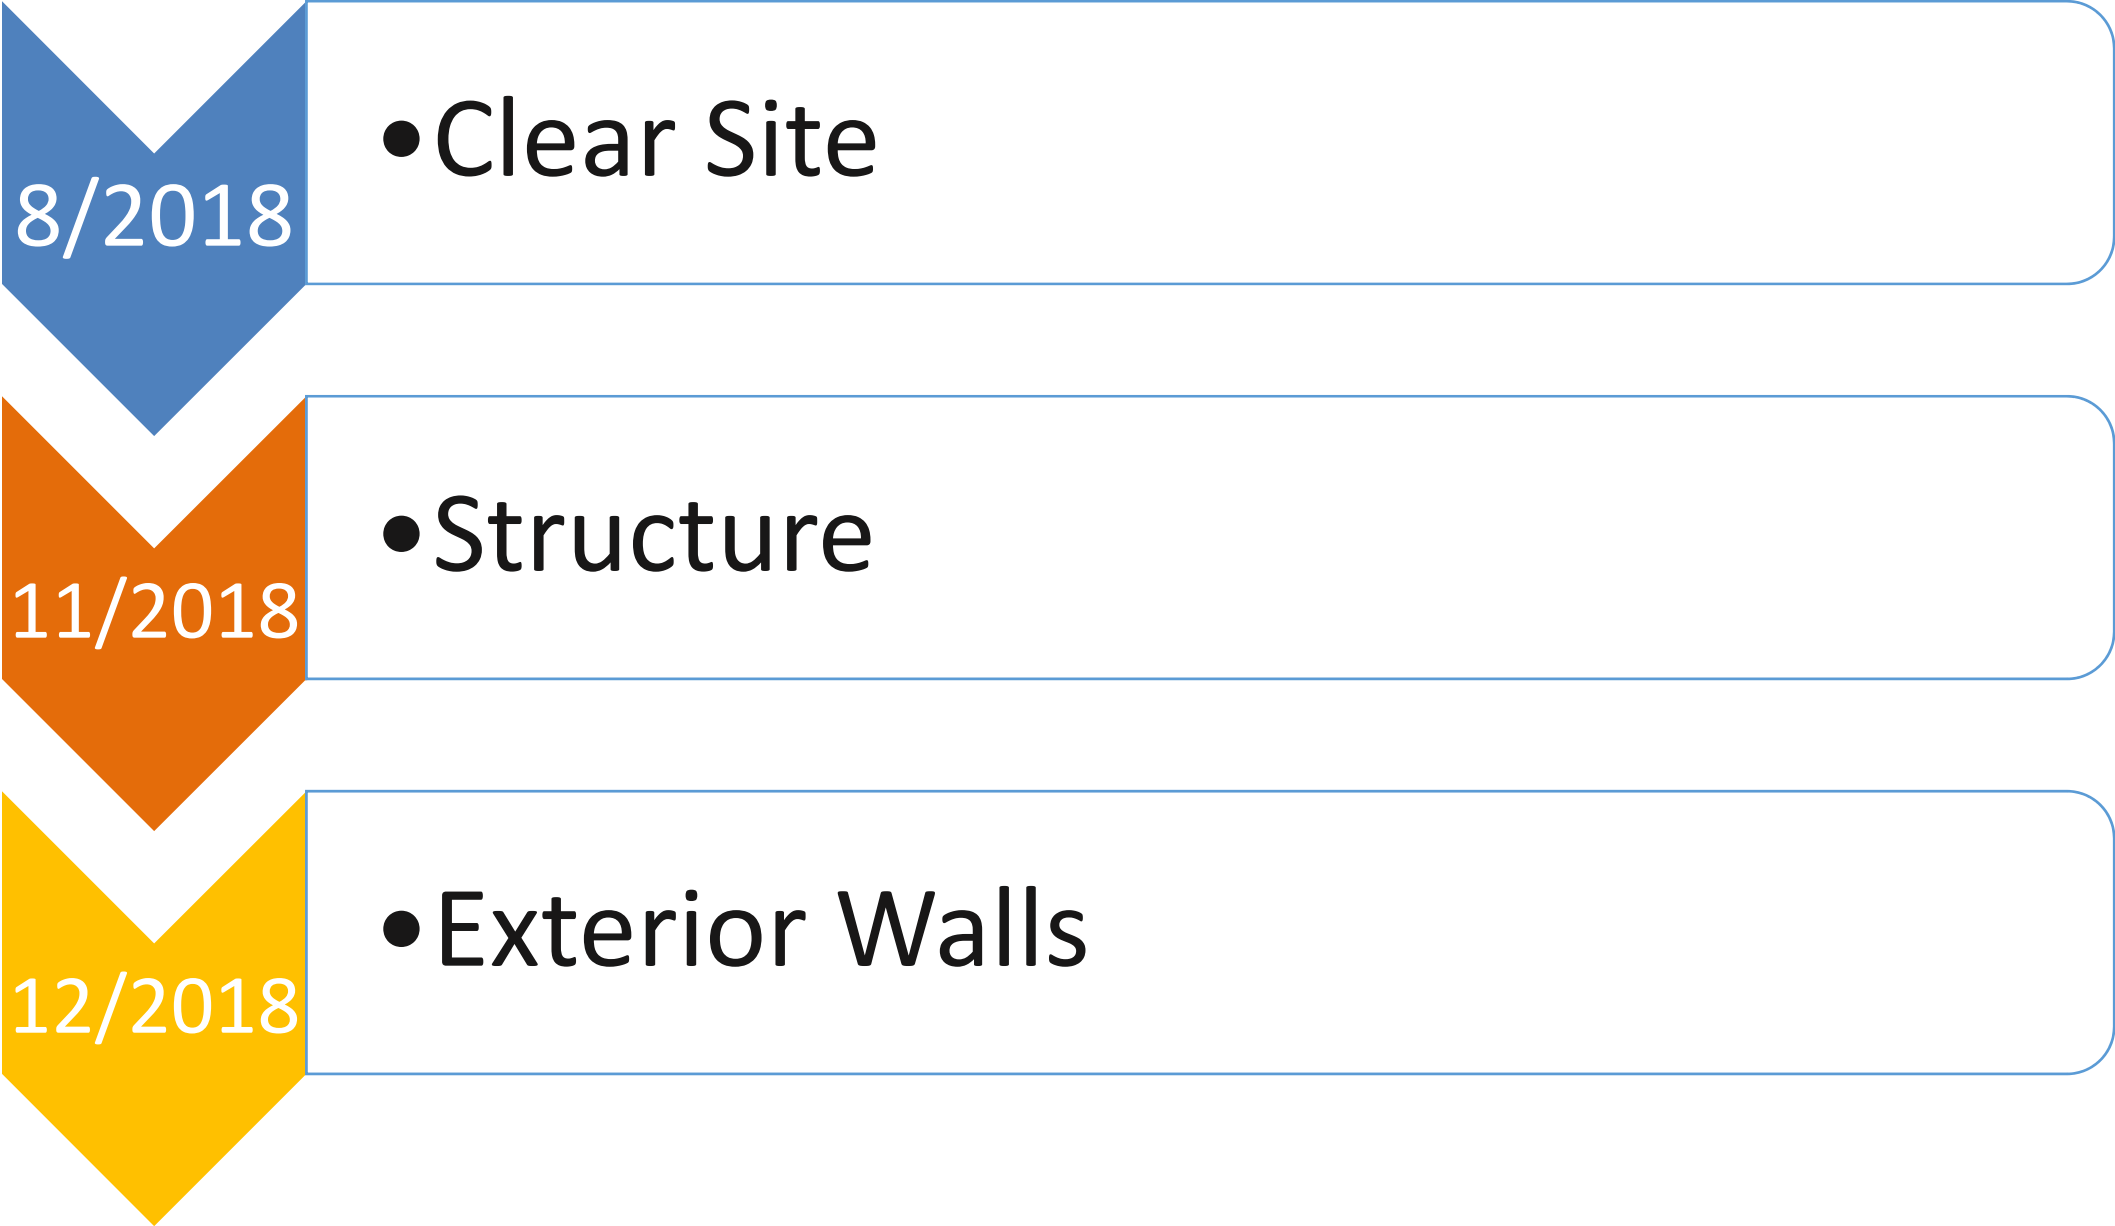 8/2018
•Clear Site
11/2018
•Structure
12/2018
•Exterior Walls